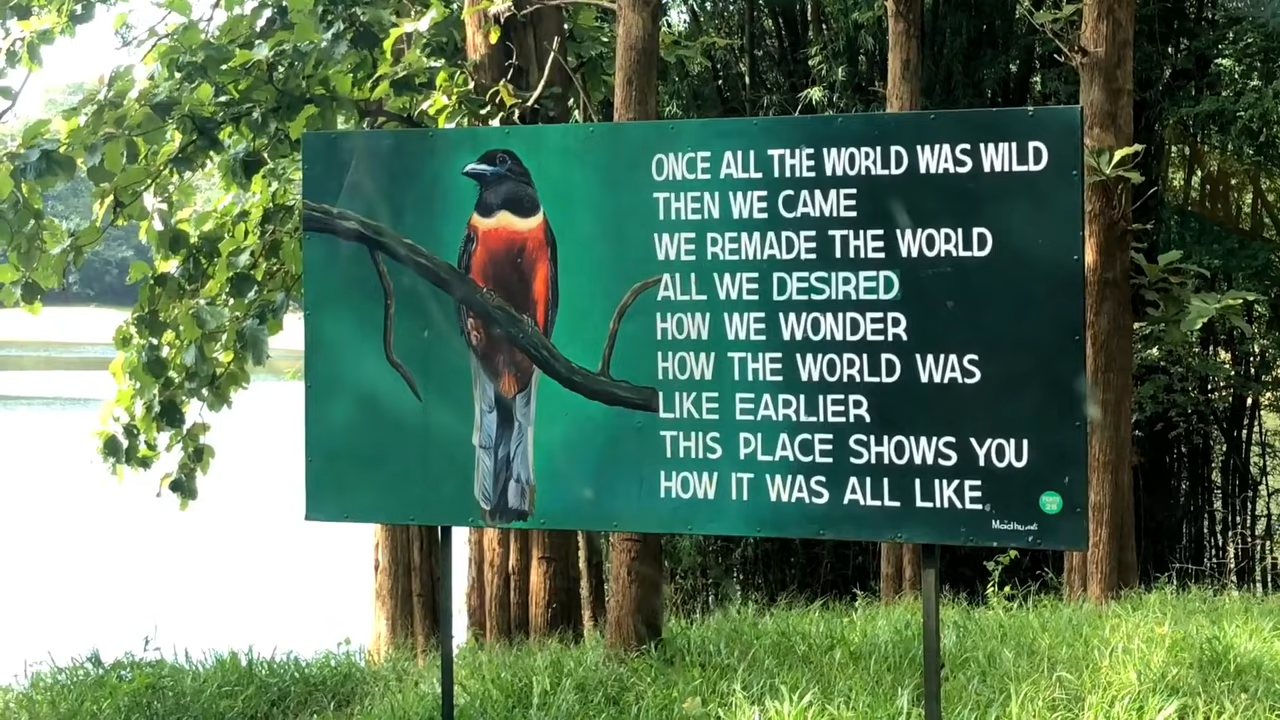 ONCE ALL THE WORLD WAS WILD
THEN WE CAME
WE REMADE THE WORLD
ALL WE DESIRED
HOW WE WONDER
HOW THE WORLD WAS
LIKE EARLIER
THIS PLACE SHOWS YOU
HOW IT WAS ALL LIKE.
25